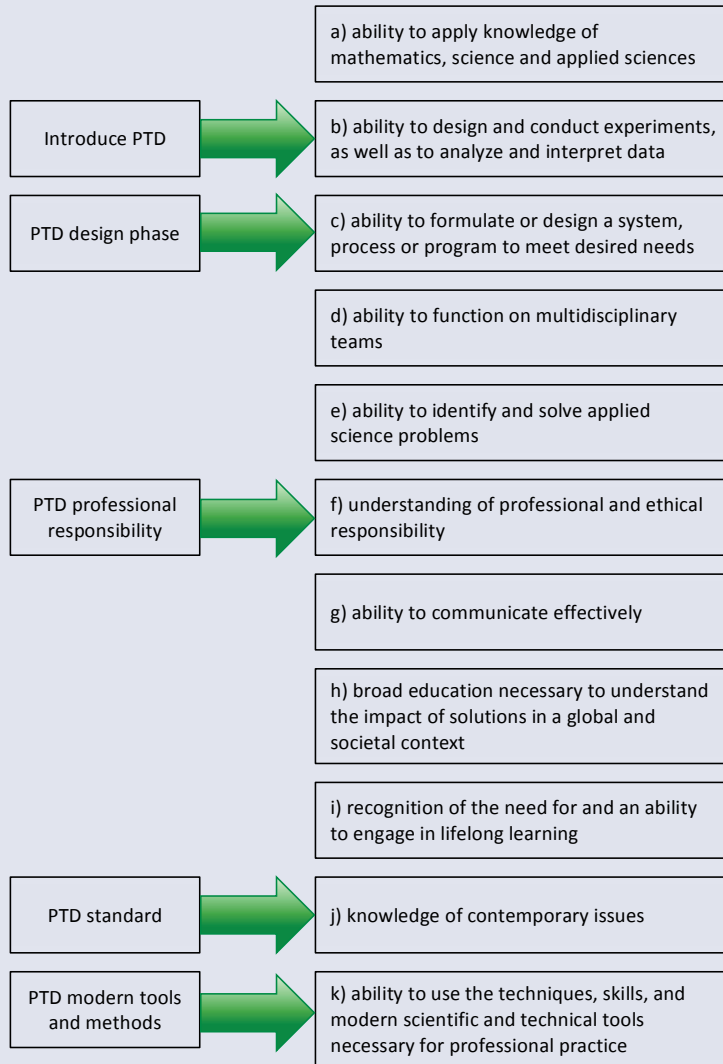 a) ability to apply knowledge of
mathematics, science and applied sciences
Introduce PTD
b) ability to design and conduct experiments,
as well as to analyze and interpret data
PTD design phase
c) ability to formulate or design a system,
process or program to meet desired needs
d) ability to function on multidisciplinary
teams
e) ability to identify and solve applied
science problems
PTD professional
responsibility
f) understanding of professional and ethical
responsibility
g) ability to communicate effectively
h) broad education necessary to understand
the impact of solutions in a global and
societal context
i) recognition of the need for and an ability
to engage in lifelong learning
PTD standard
j) knowledge of contemporary issues
PTD modern tools
and methods
k) ability to use the techniques, skills, and
modern scientific and technical tools
necessary for professional practice